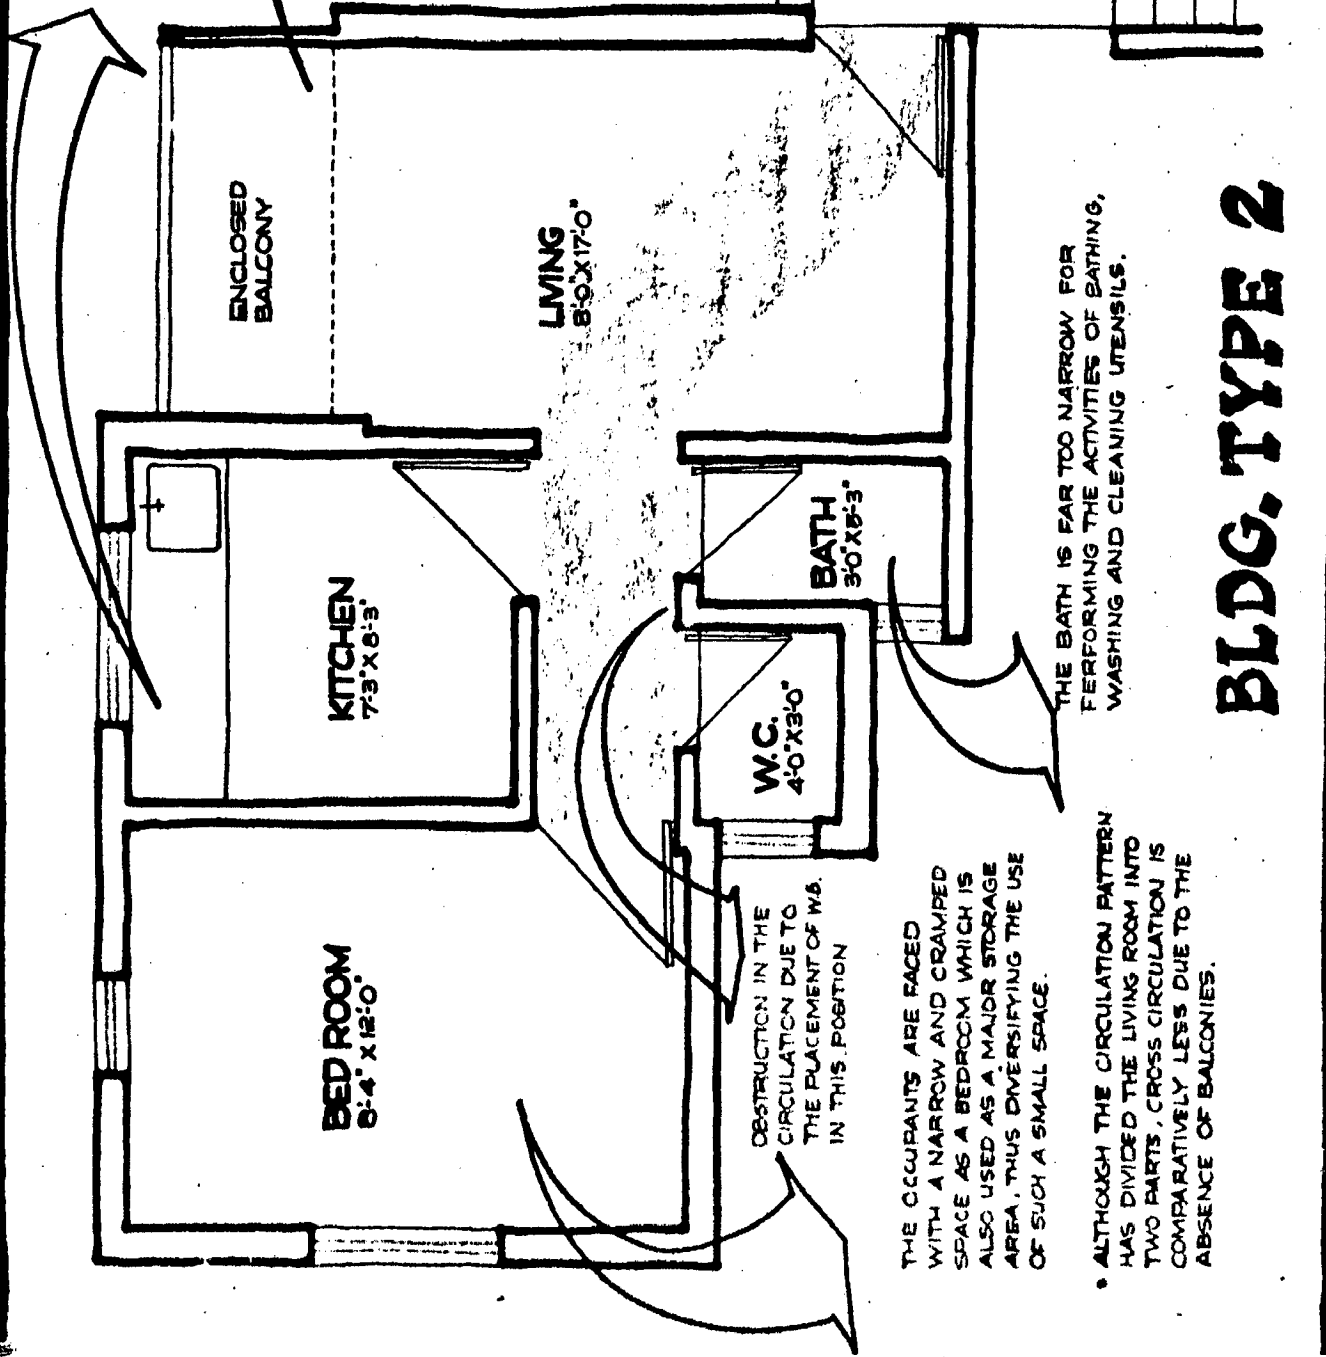 ENCLOSED
BALCONY
LIVING
8'-0"X17'-0"
KITCHEN
7'-3"X8'-3"
BATH
3'-0"X8'-3"
W.C.
4'-0"X3'-0"
BED ROOM
8'-4"X12'-0"
OBSTRUCTION IN THE
CIRCULATION DUE TO
THE PLACEMENT OF W.B.
IN THIS POSITION
THE OCCUPANTS ARE FACED
WITH A NARROW AND CRAMPED
SPACE AS A BEDROOM WHICH IS
ALSO USED AS A MAJOR STORAGE
AREA, THUS DIVERSIFYING THE USE
OF SUCH A SMALL SPACE.
• ALTHOUGH THE CIRCULATION PATTERN
HAS DIVIDED THE LIVING ROOM INTO
TWO PARTS, CROSS CIRCULATION IS
COMPARATIVELY LESS DUE TO THE
ABSENCE OF BALCONIES.
THE BATH IS FAR TOO NARROW FOR
PERFORMING THE ACTIVITIES OF BATHING,
WASHING AND CLEANING UTENSILS.
BLDG. TYPE 2